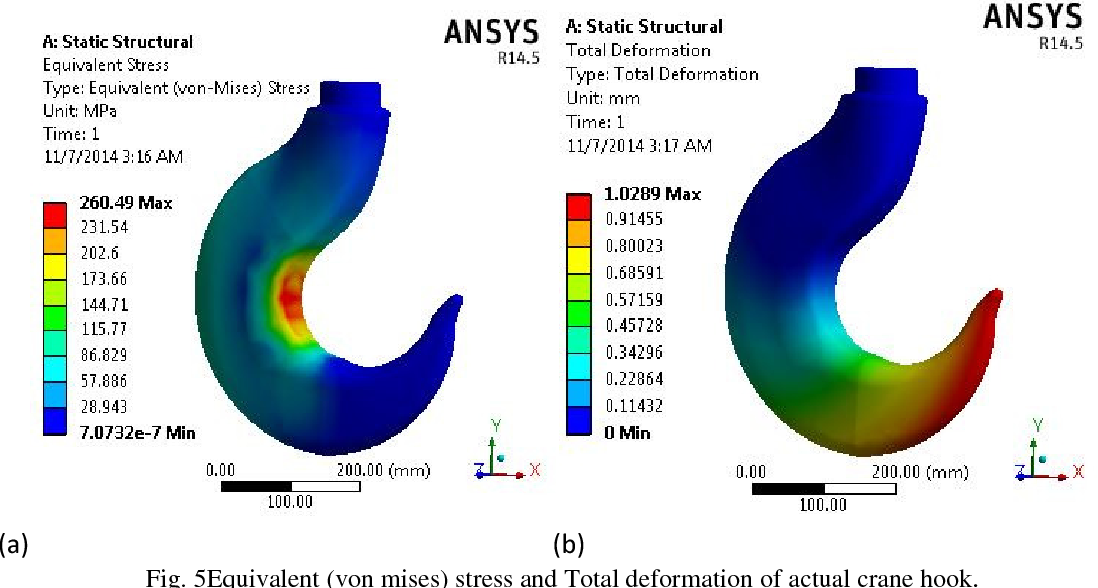 ANSYS
R14.5
A: Static Structural
Equivalent Stress
Type: Equivalent (von-Mises) Stress
Unit: MPa
Time: 1
11/7/2014 3:16 AM
260.49 Max
231.54
202.6
173.66
144.71
115.77
86.829
57.886
28.943
7.0732e-7 Min
0.00
200.00 (mm)
100.00
Y
Z
X
(a)
ANSYS
R14.5
A: Static Structural
Total Deformation
Type: Total Deformation
Unit: mm
Time: 1
11/7/2014 3:17 AM
1.0289 Max
0.91455
0.80023
0.68591
0.57159
0.45728
0.34296
0.22864
0.11432
0 Min
0.00
200.00 (mm)
100.00
Y
Z
X
(b)
Fig. 5Equivalent (von mises) stress and Total deformation of actual crane hook.